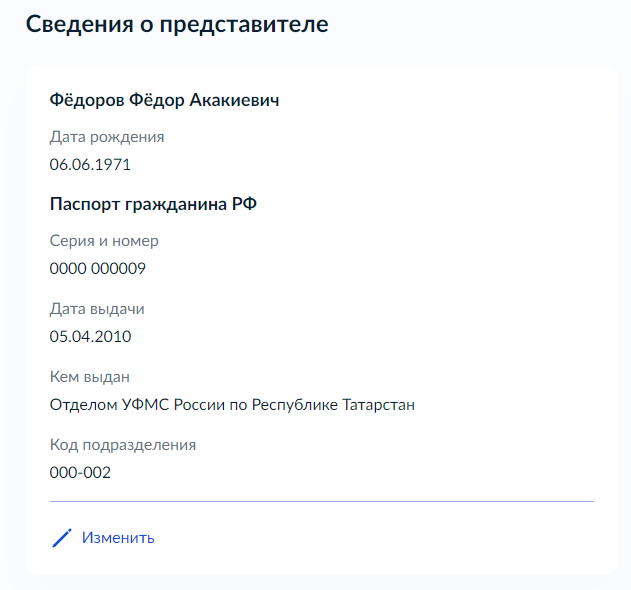 Сведения о представителе
Фёдоров Фёдор Акакиевич
Дата рождения
06.06.1971
Паспорт гражданина РФ
Серия и номер
0000 000009
Дата выдачи
05.04.2010
Кем выдан
Отделом УФМС России по Республике Татарстан
Код подразделения
000-002
Изменить